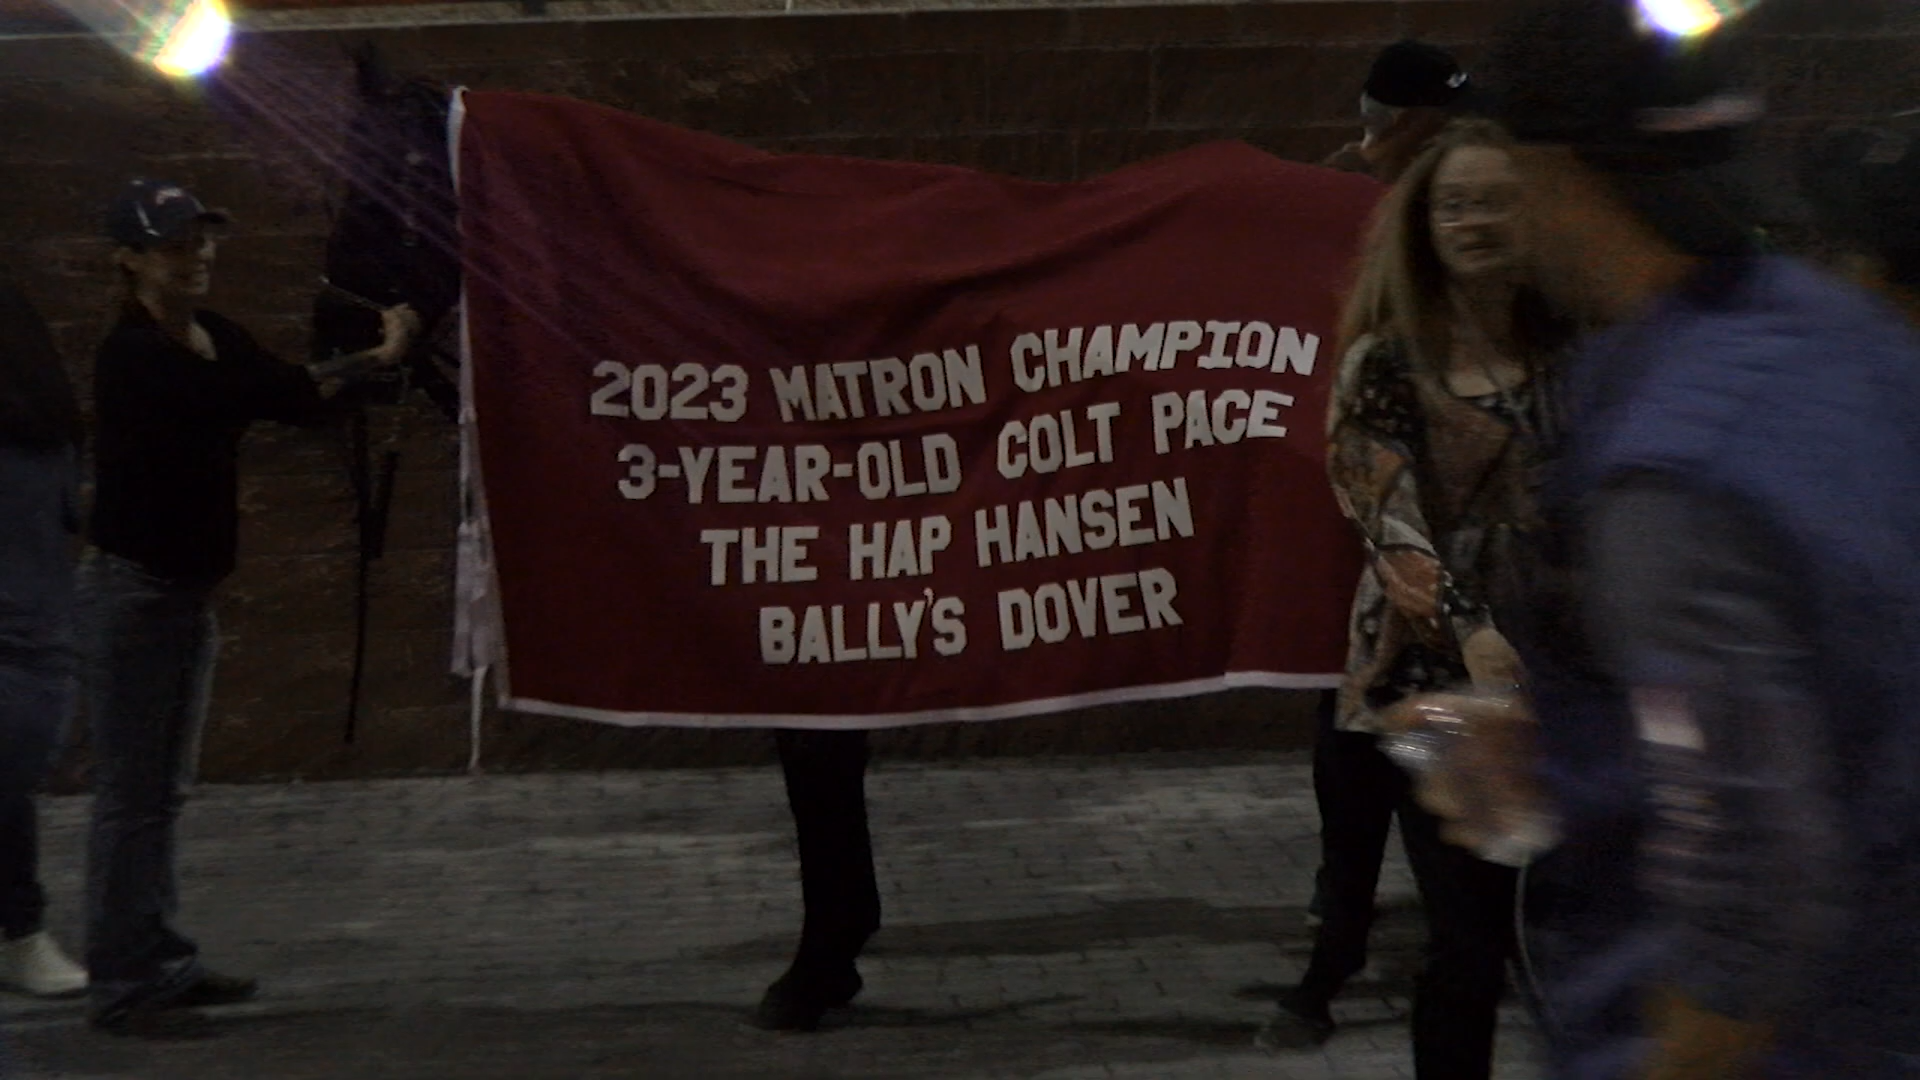 2023 MATRON CHAMPION
3-YEAR-OLD COLT PACE
THE HAP HANSEN
BALLY'S DOVER